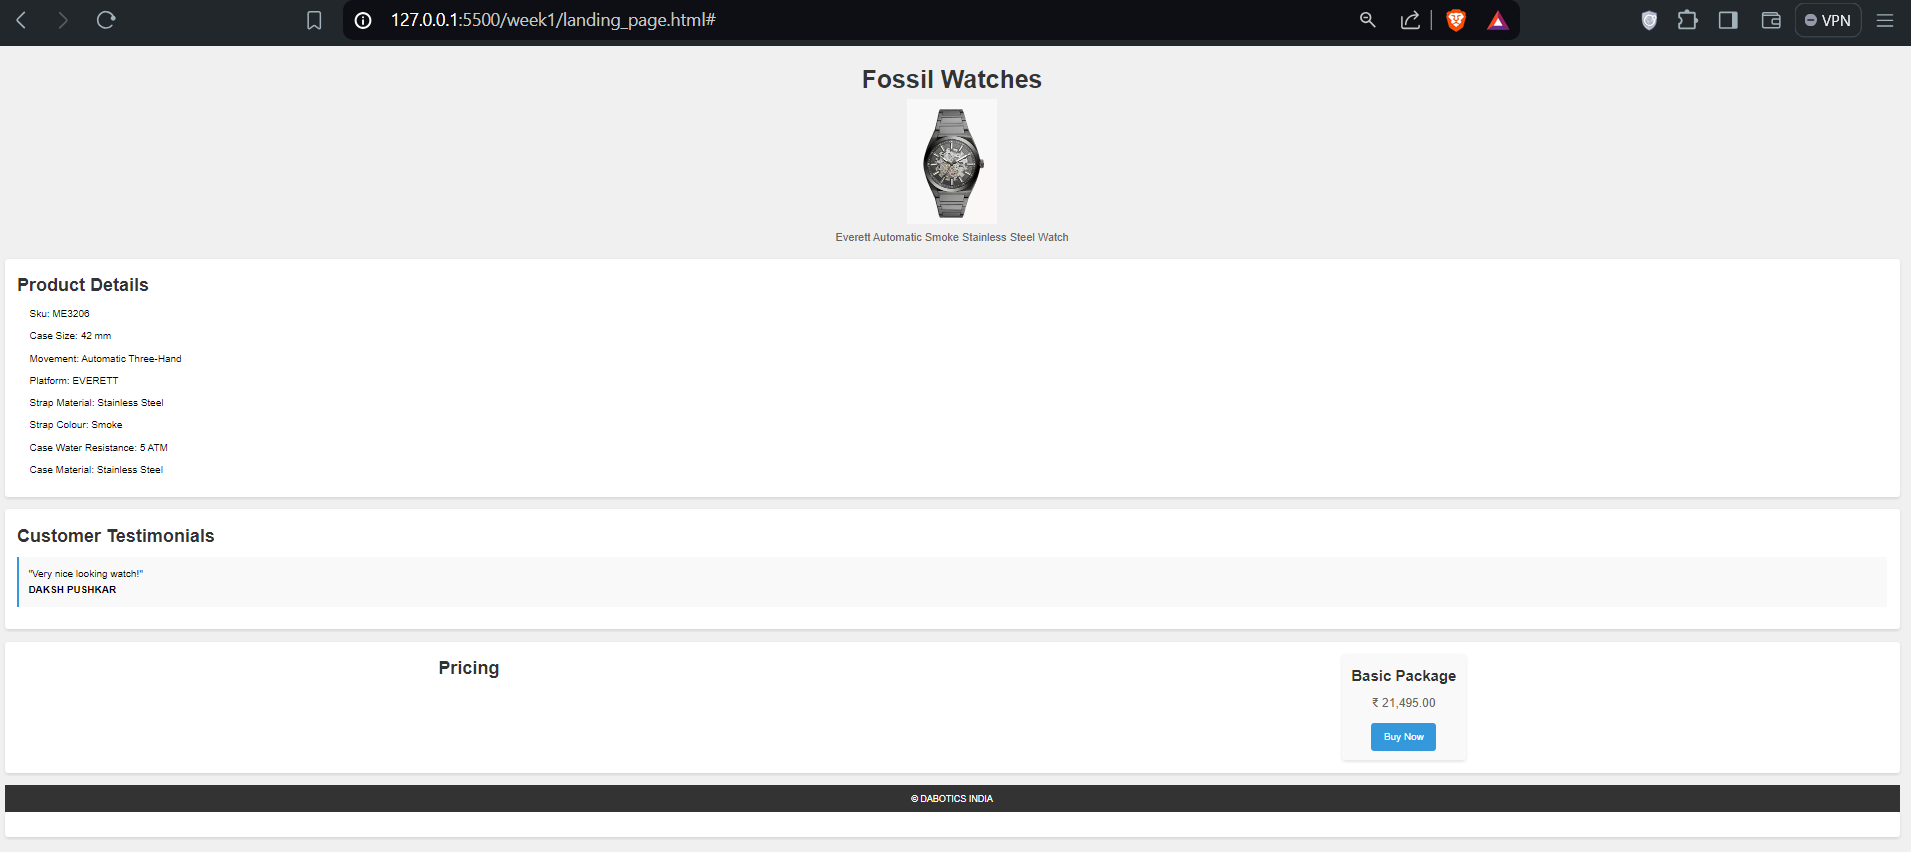 127.0.0.1:5500/week1/landing_page.html#
VPN
Fossil Watches
Everett Automatic Smoke Stainless Steel Watch
Product Details
Sku: ME3206
Case Size: 42 mm
Movement: Automatic Three-Hand
Platform: EVERETT
Strap Material: Stainless Steel
Strap Colour: Smoke
Case Water Resistance: 5 ATM
Case Material: Stainless Steel
Customer Testimonials
"Very nice looking watch!"
DAKSH PUSHKAR
Pricing
Basic Package
₹ 21,495.00
Buy Now
© DABOTICS INDIA